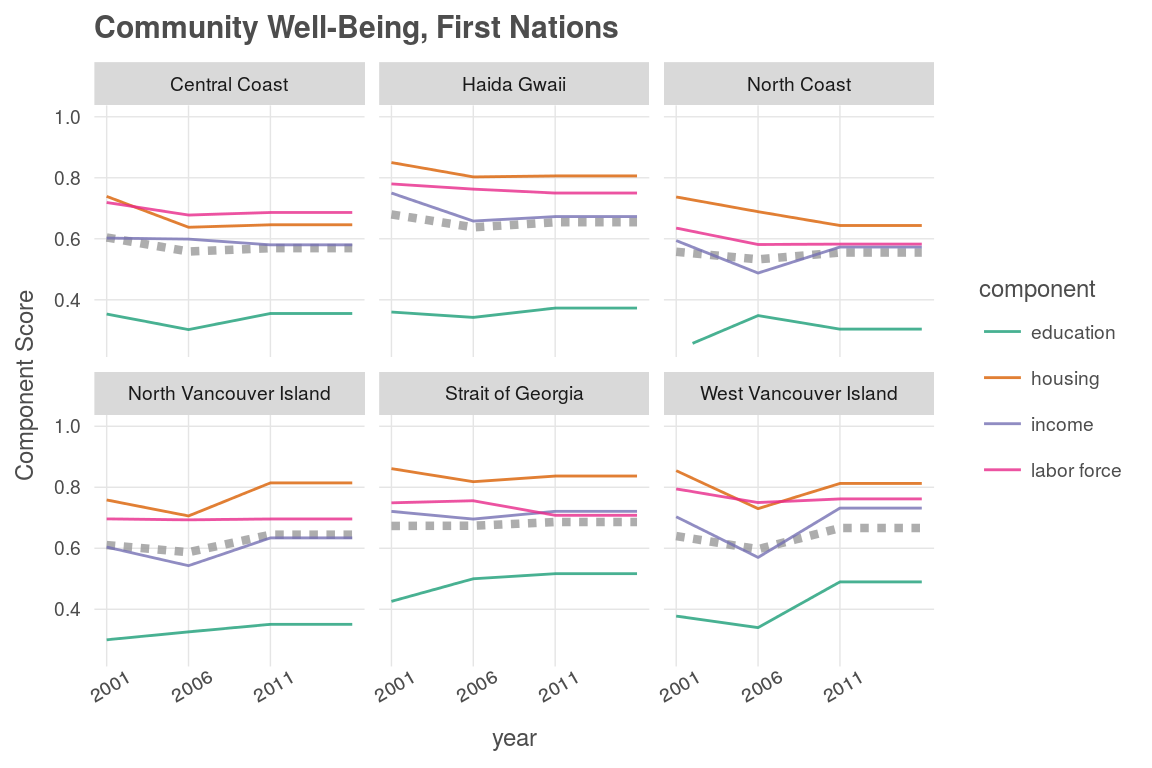 Community Well-Being, First Nations
Central Coast
Haida Gwaii
North Coast
1.0
0.8
0.6
0.4
North Vancouver Island
Strait of Georgia
West Vancouver Island
1.0
0.8
0.6
0.4
Component Score
2001
2006
2011
2001
2006
2011
2001
2006
2011
year
component
education
housing
income
labor force